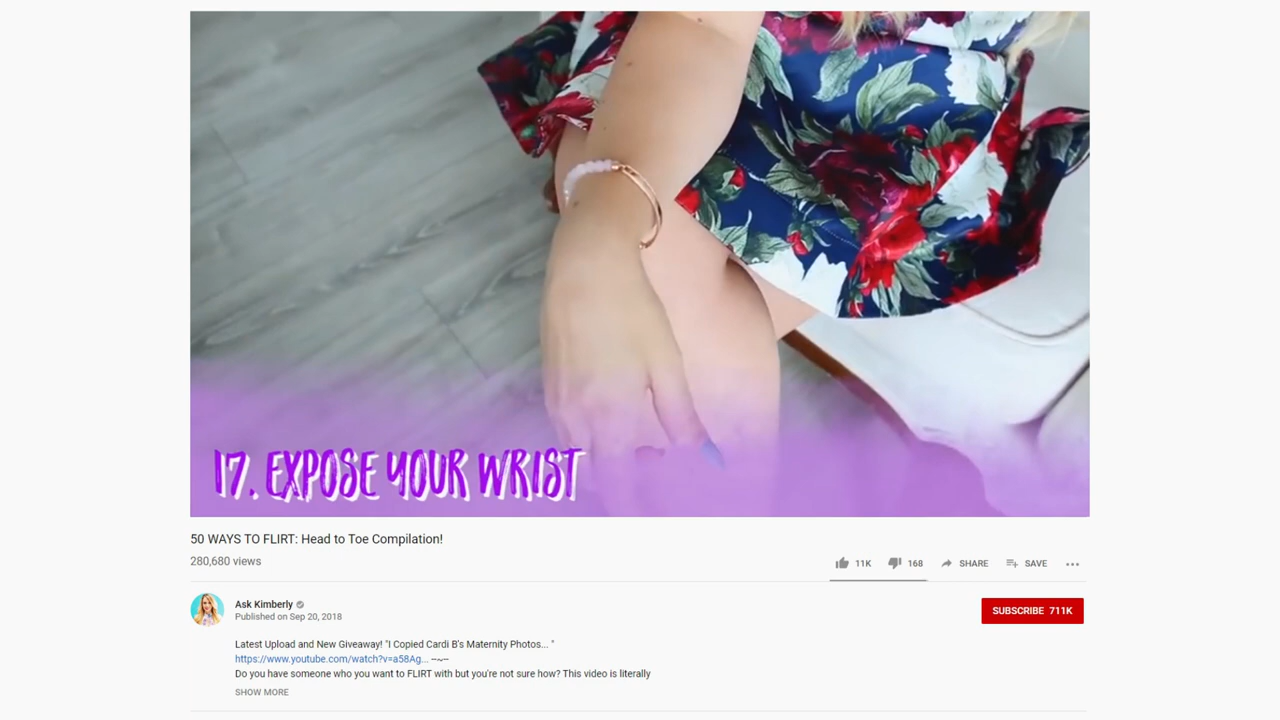 17. EXPOSE YOUR WRIST
50 WAYS TO FLIRT: Head to Toe Compilation!
280,680 views
11K 168 SHARE SAVE
Ask Kimberly
Published on Sep 20, 2018
SUBSCRIBE 711K
Latest Upload and New Giveaway! "I Copied Cardi B's Maternity Photos... "
https://www.youtube.com/watch?v=a58Ag... --~--
Do you have someone who you want to FLIRT with but you're not sure how? This video is literally
SHOW MORE